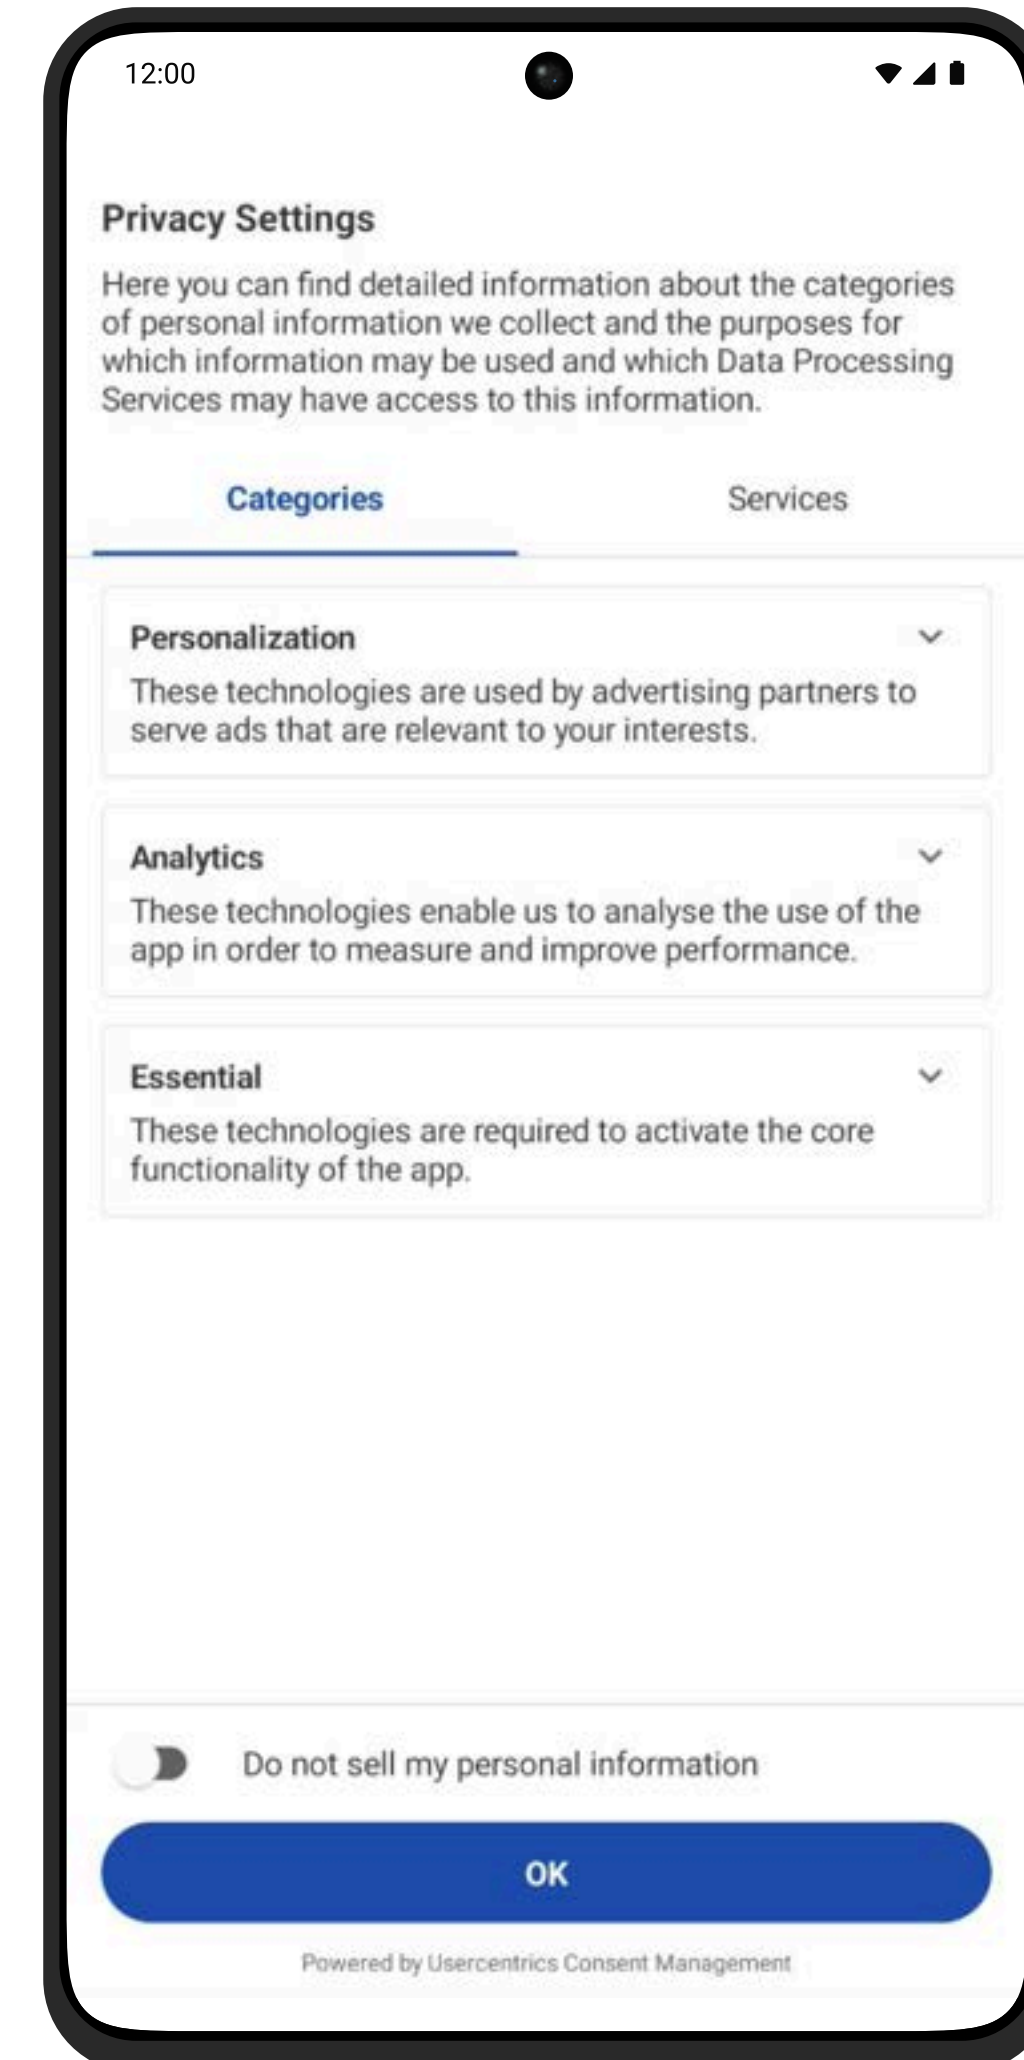 12:00
Privacy Settings
Here you can find detailed information about the categories
of personal information we collect and the purposes for
which information may be used and which Data Processing
Services may have access to this information.
Categories
Services
Personalization
These technologies are used by advertising partners to
serve ads that are relevant to your interests.
Analytics
These technologies enable us to analyse the use of the
app in order to measure and improve performance.
Essential
These technologies are required to activate the core
functionality of the app.
Do not sell my personal information
OK
Powered by Usercentrics Consent Management